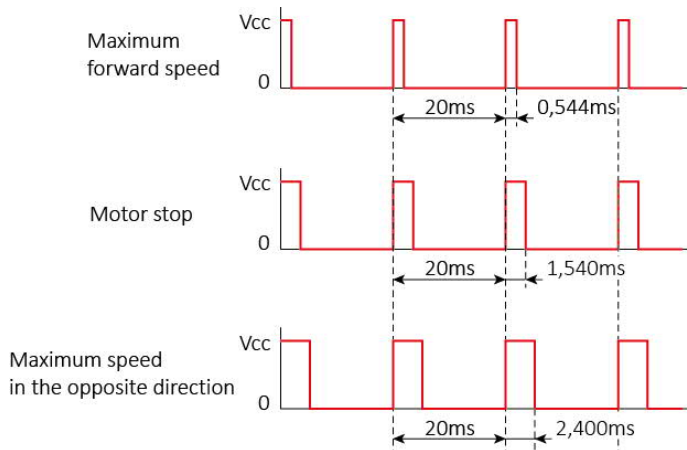 Vcc
Maximum
forward speed
0
20ms
0,544ms
Vcc
Motor stop
0
20ms
1,540ms
Vcc
Maximum speed
in the opposite direction
0
20ms
2,400ms